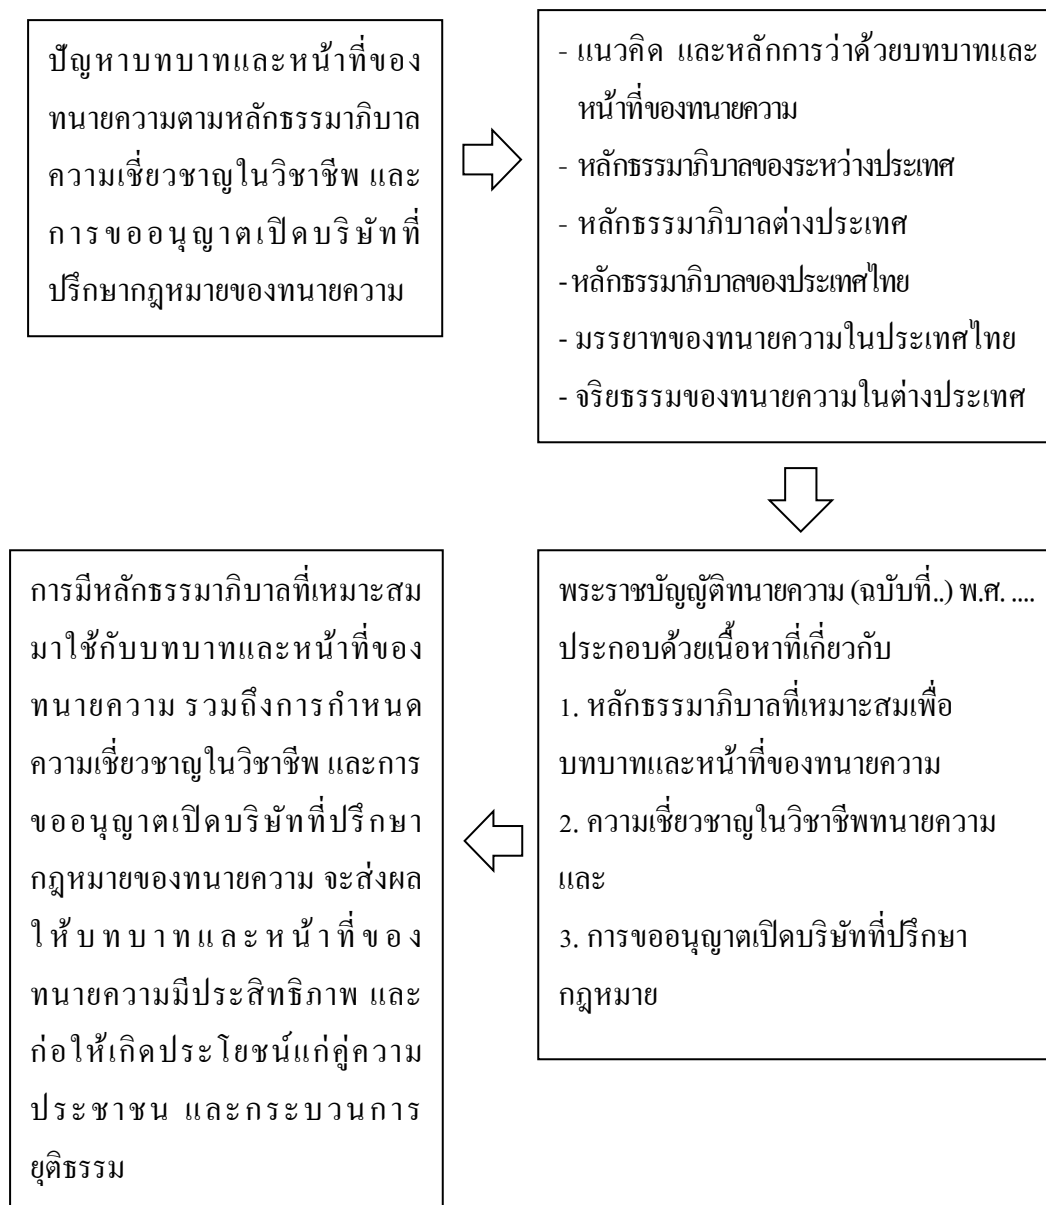 ปัญหาบทบาทและหน้าที่ของ
ทนายความตามหลักธรรมาภิบาล
ความเชี่ยวชาญในวิชาชีพ และ
การขออนุญาตเปิดบริษัทที่
ปรึกษากฎหมายของทนายความ
- แนวคิด และหลักการว่าด้วยบทบาทและ
หน้าที่ของทนายความ
- หลักธรรมาภิบาลของระหว่างประเทศ
- หลักธรรมาภิบาลต่างประเทศ
- หลักธรรมาภิบาลของประเทศไทย
- มรรยาทของทนายความในประเทศไทย
- จริยธรรมของทนายความในต่างประเทศ
พระราชบัญญัติทนายความ (ฉบับที่..) พ.ศ. ....
ประกอบด้วยเนื้อหาที่เกี่ยวกับ
1. หลักธรรมาภิบาลที่เหมาะสมเพื่อ
บทบาทและหน้าที่ของทนายความ
2. ความเชี่ยวชาญในวิชาชีพทนายความ
และ
3. การขออนุญาตเปิดบริษัทที่ปรึกษา
กฎหมาย
การมีหลักธรรมาภิบาลที่เหมาะสม
มาใช้กับบทบาทและหน้าที่ของ
ทนายความ รวมถึงการกำหนด
ความเชี่ยวชาญในวิชาชีพ และการ
ขออนุญาตเปิดบริษัทที่ปรึกษา
กฎหมายของทนายความ จะส่งผล
ให้บทบาทและหน้าที่ของ
ทนายความมีประสิทธิภาพ และ
ก่อให้เกิดประโยชน์แก่คู่ความ
ประชาชน และกระบวนการ
ยุติธรรม